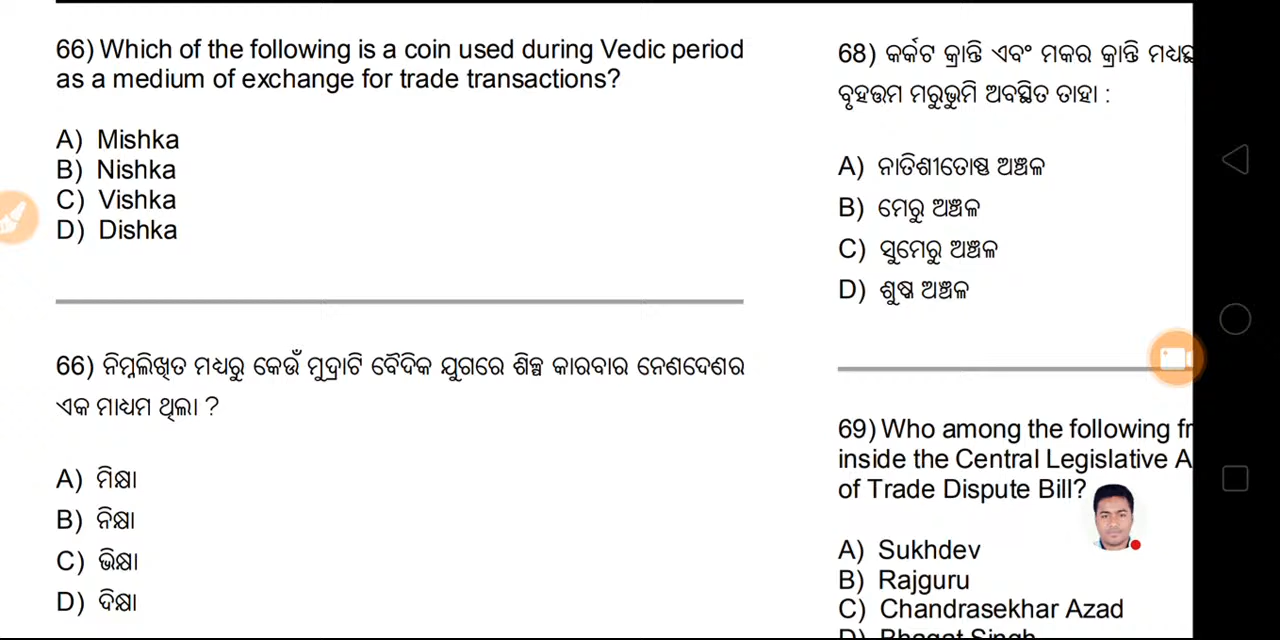 66) Which of the following is a coin used during Vedic period
as a medium of exchange for trade transactions?
A) Mishka
B) Nishka
C) Vishka
D) Dishka
66) ନିମ୍ନଲିଖିତ ମଧ୍ୟରୁ କେଉଁ ମୁଦ୍ରାଟି ବୈଦିକ ଯୁଗରେ ଶିଳ୍ପ କାରବାର ନେଣଦେଣର
ଏକ ମାଧ୍ୟମ ଥିଲା ?
A) ମିକ୍ଷା
B) ନିକ୍ଷା
C) ଭିକ୍ଷା
D) ଦିକ୍ଷା
68) କର୍କଟ କ୍ରାନ୍ତି ଏବଂ ମକର କ୍ରାନ୍ତି
ବୃହତ୍ତମ ମରୁଭୁମି ଅବସ୍ଥିତ ତାହା :
A) ନାତିଶୀତୋଷ୍ଣ ଅଞ୍ଚଳ
B) ମେରୁ ଅଞ୍ଚଳ
C) ସୁମେରୁ ଅଞ୍ଚଳ
D) ଶୁଷ୍କ ଅଞ୍ଚଳ
69) Who among the following fr
inside the Central Legislative A
of Trade Dispute Bill?
A) Sukhdev
B) Rajguru
C) Chandrasekhar Azad
D) Bhagat Singh